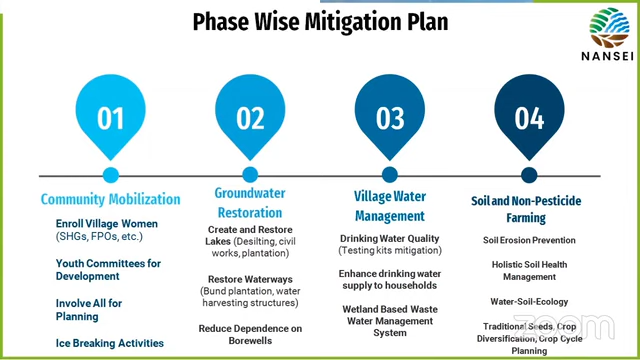 Phase Wise Mitigation Plan
NANSEI
01
02
03
04
Community Mobilization
Enroll Village Women
(SHGs, FPOs, etc.)
Youth Committees for
Development
Involve All for
Planning
Ice Breaking Activities
Groundwater
Restoration
Create and Restore
Lakes (Desilting, civil
works, plantation)
Restore Waterways
(Bund plantation, water
harvesting structures)
Reduce Dependence on
Borewells
Village Water
Management
Drinking Water Quality
(Testing kits mitigation)
Enhance drinking water
supply to households
Wetland Based Waste
Water Management
System
Soil and Non-Pesticide
Farming
Soil Erosion Prevention
Holistic Soil Health
Management
Water-Soil-Ecology
Traditional Seeds, Crop
Diversification, Crop Cycle
Planning
zoom